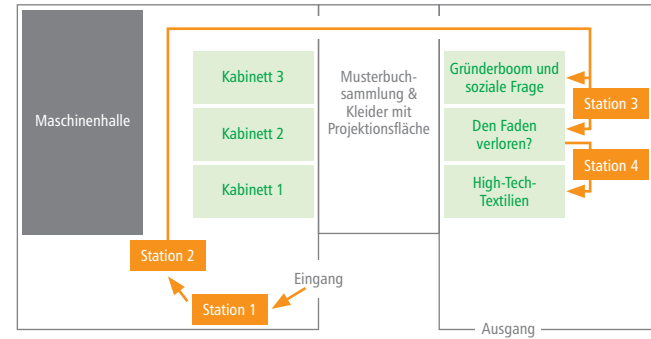 Maschinenhalle
Kabinett 3
Kabinett 2
Kabinett 1
Musterbuch-
sammlung &
Kleider mit
Projektionsfläche
Gründerboom und
soziale Frage
Station 3
Den Faden
verloren?
Station 4
High-Tech-
Textilien
Station 2
Eingang
Station 1
Ausgang